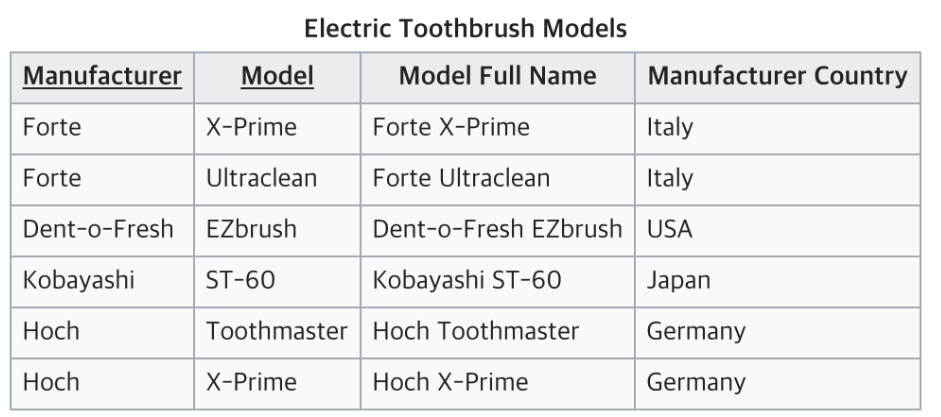 Electric Toothbrush Models
Manufacturer Model Model Full Name Manufacturer Country
Forte X-Prime Forte X-Prime Italy
Forte Ultraclean Forte Ultraclean Italy
Dent-o-Fresh EZbrush Dent-o-Fresh EZbrush USA
Kobayashi ST-60 Kobayashi ST-60 Japan
Hoch Toothmaster Hoch Toothmaster Germany
Hoch X-Prime Hoch X-Prime Germany